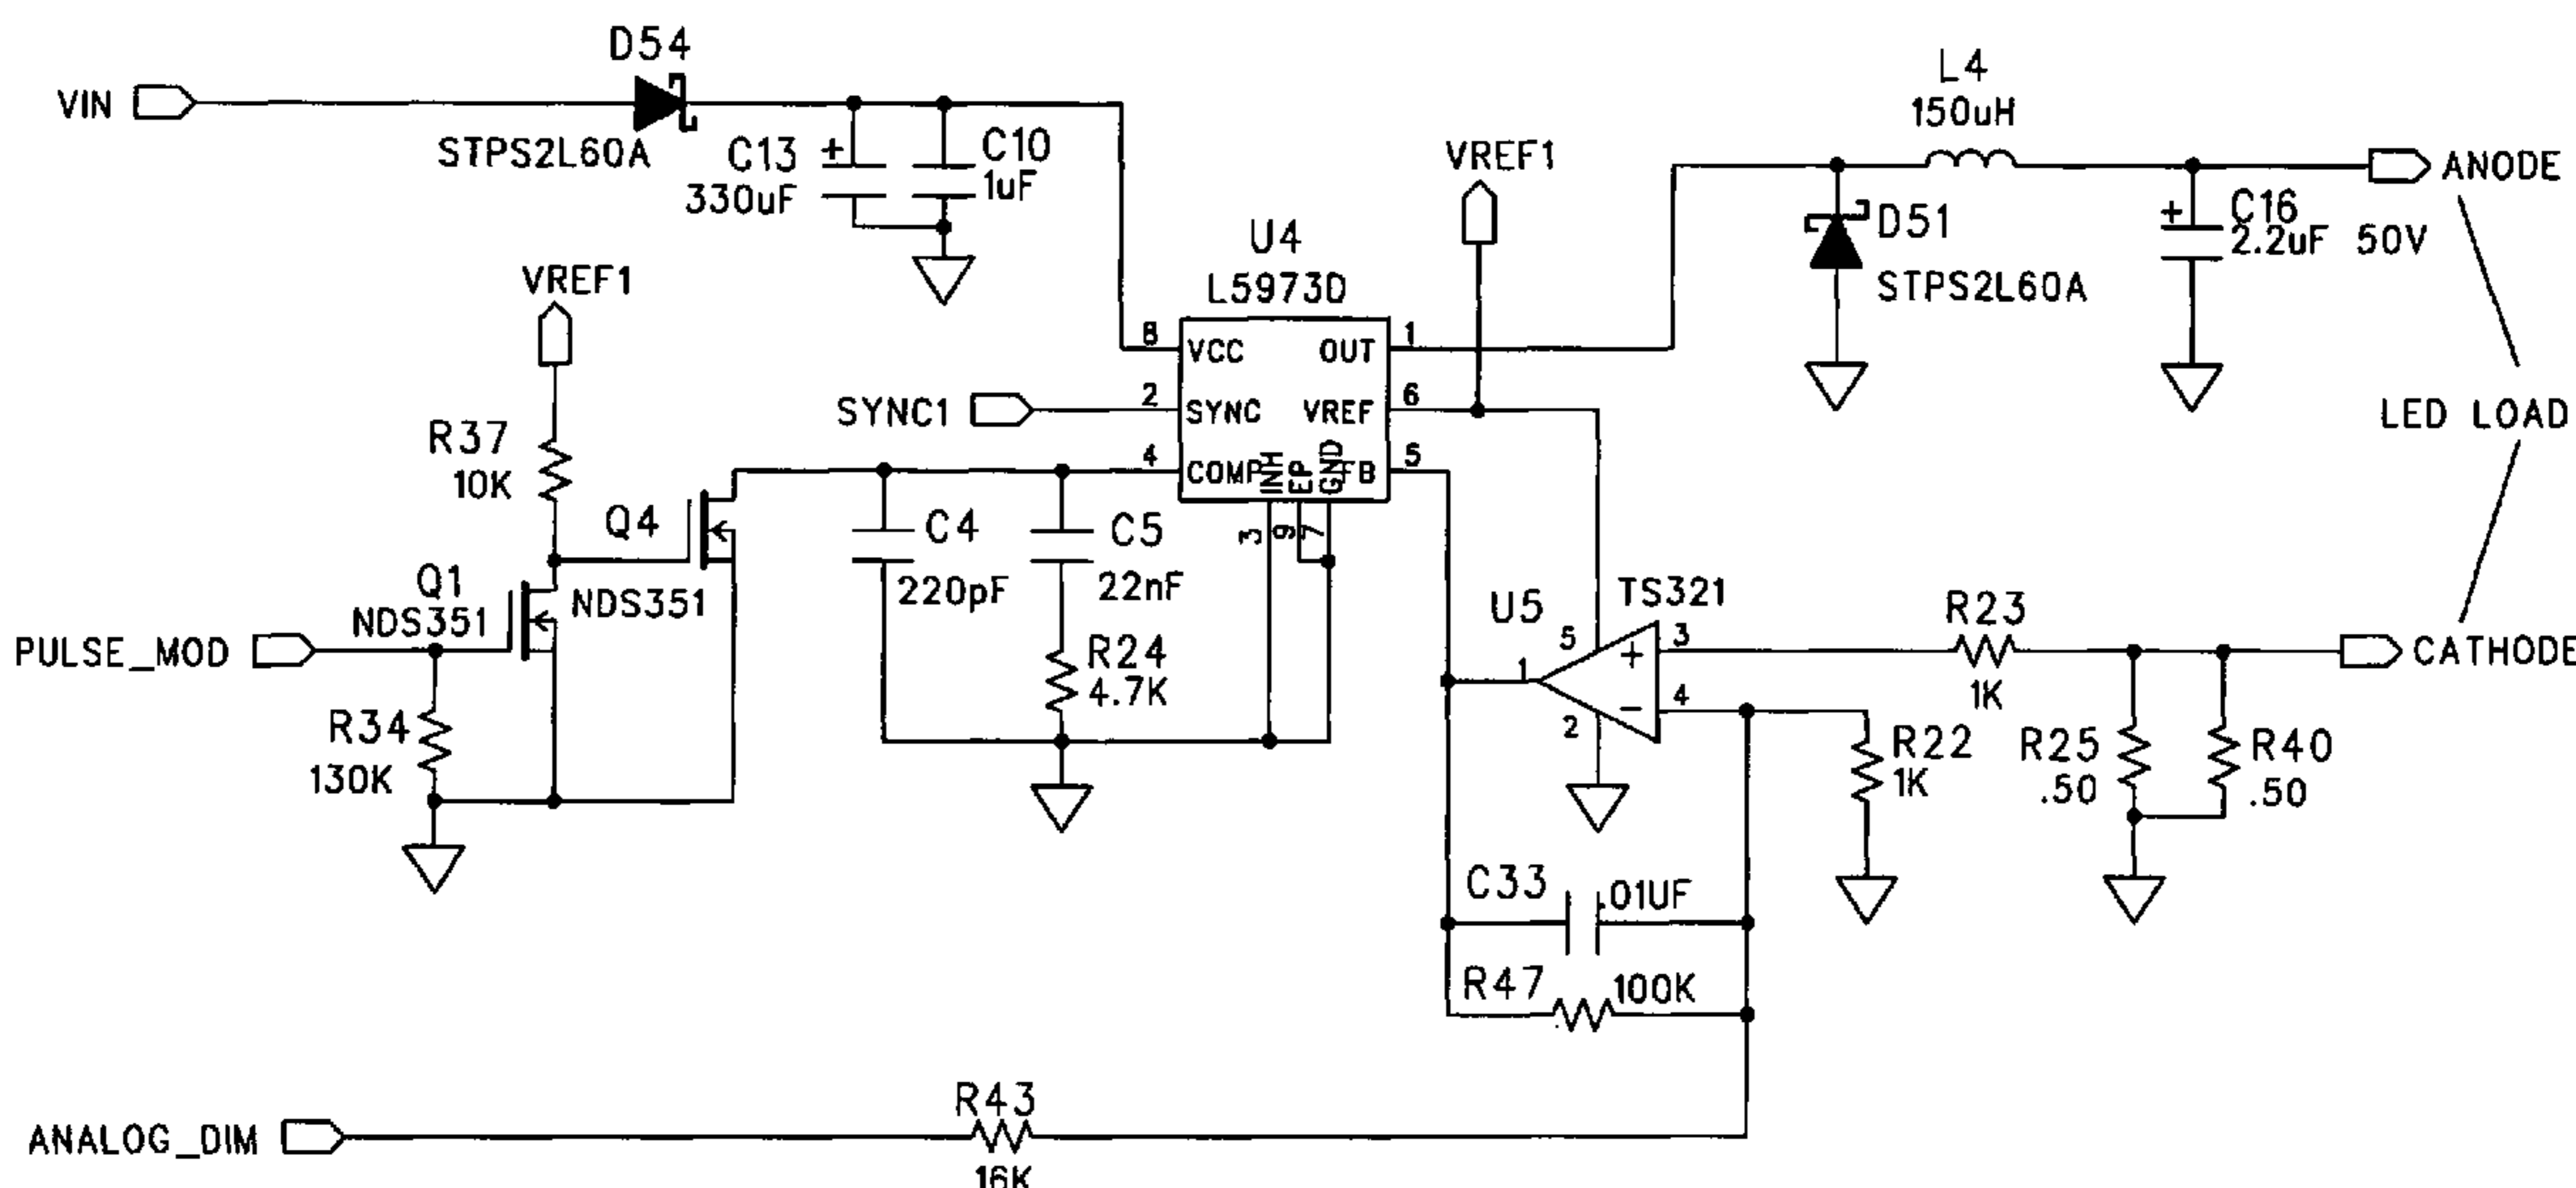 D54
VIN
STPS2L60A
C13
330uF
+
C10
1uF
L4
150uH
VREF1
ANODE
+
C16
2.2uF 50V
D51
STPS2L60A
U4
L5973D
VREF1
8
VCC
OUT
1
SYNC1
2
SYNC
VREF
6
4
COMP
INH
EP
GND
FB
5
3
9
7
LED LOAD
R37
10K
Q4
NDS351
Q1
NDS351
PULSE_MOD
R34
130K
C4
220pF
C5
22nF
R24
4.7K
U5
TS321
5
1
2
+
-
3
4
R23
1K
CATHODE
R22
1K
R25
.50
R40
.50
C33
.01UF
R47
100K
R43
16K
ANALOG_DIM